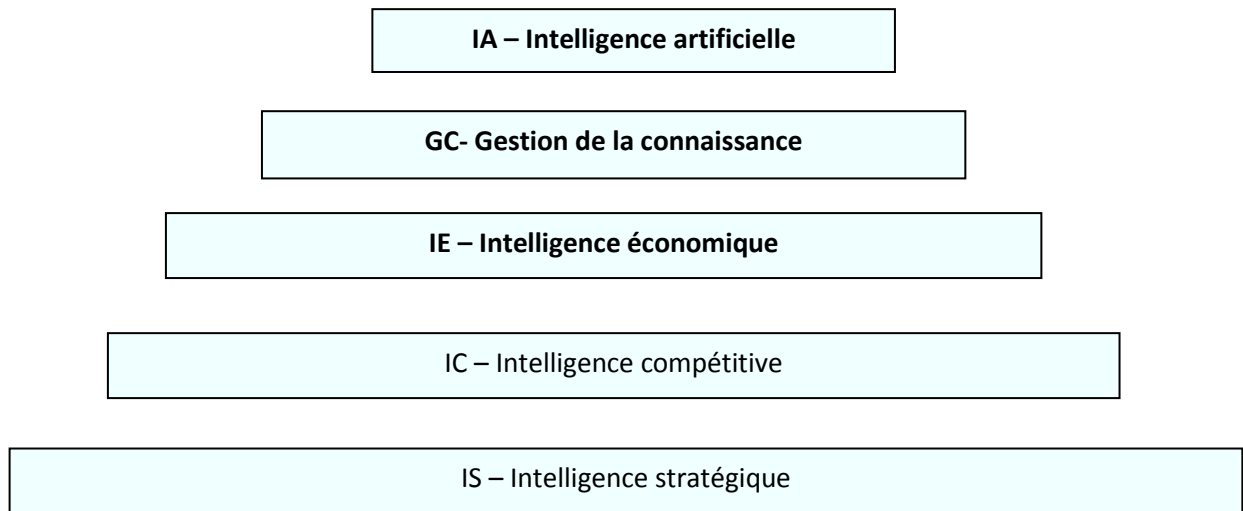 IA – Intelligence artificielle
GC- Gestion de la connaissance
IE – Intelligence économique
IC – Intelligence compétitive
IS – Intelligence stratégique